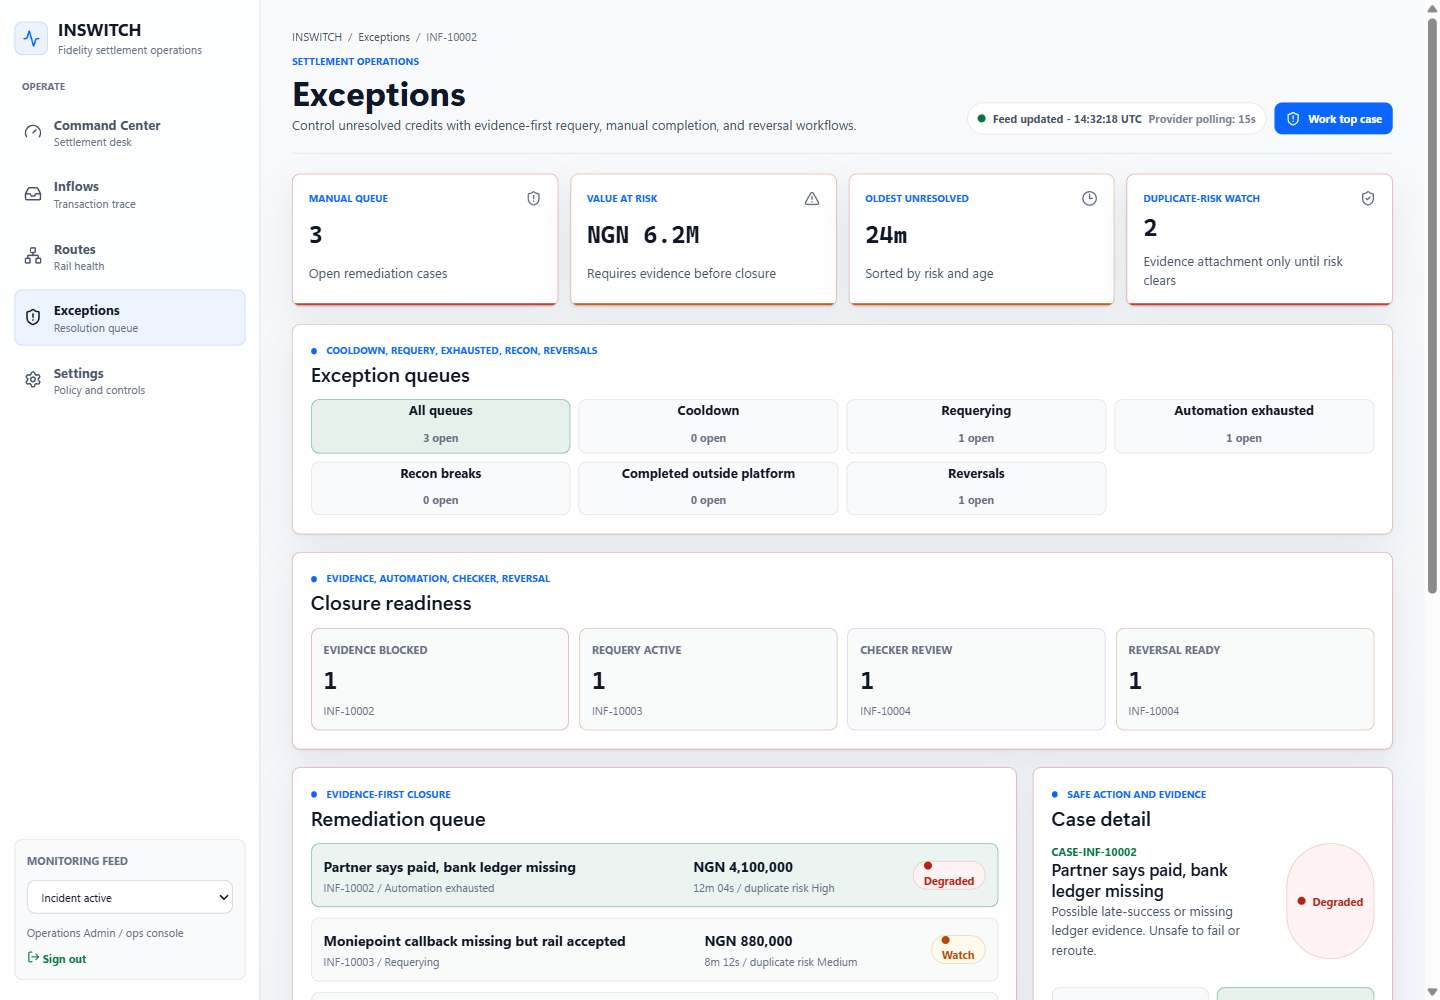 INSWITCH
Fidelity settlement operations
OPERATE
Command Center
Settlement desk
Inflows
Transaction trace
Routes
Rail health
Exceptions
Resolution queue
Settings
Policy and controls
MONITORING FEED
Incident active
Operations Admin / ops console
Sign out
INSWITCH / Exceptions / INF-10002
SETTLEMENT OPERATIONS
Exceptions
Control unresolved credits with evidence-first requery, manual completion, and reversal workflows.
Feed updated - 14:32:18 UTC Provider polling: 15s
Work top case
MANUAL QUEUE
3
Open remediation cases
VALUE AT RISK
NGN 6.2M
Requires evidence before closure
OLDEST UNRESOLVED
24m
Sorted by risk and age
DUPLICATE-RISK WATCH
2
Evidence attachment only until risk
clears
COOLDOWN, REQUERY, EXHAUSTED, RECON, REVERSALS
Exception queues
All queues
3 open
Cooldown
0 open
Requerying
1 open
Automation exhausted
1 open
Recon breaks
0 open
Completed outside platform
0 open
Reversals
1 open
EVIDENCE, AUTOMATION, CHECKER, REVERSAL
Closure readiness
EVIDENCE BLOCKED
1
INF-10002
REQUERY ACTIVE
1
INF-10003
CHECKER REVIEW
1
INF-10004
REVERSAL READY
1
INF-10004
EVIDENCE-FIRST CLOSURE
Remediation queue
Partner says paid, bank ledger missing
INF-10002 / Automation exhausted
NGN 4,100,000
12m 04s / duplicate risk High
Degraded
Moniepoint callback missing but rail accepted
INF-10003 / Requerying
NGN 880,000
8m 12s / duplicate risk Medium
Watch
SAFE ACTION AND EVIDENCE
Case detail
CASE-INF-10002
Partner says paid, bank
ledger missing
Possible late-success or missing
ledger evidence. Unsafe to fail or
reroute.
Degraded